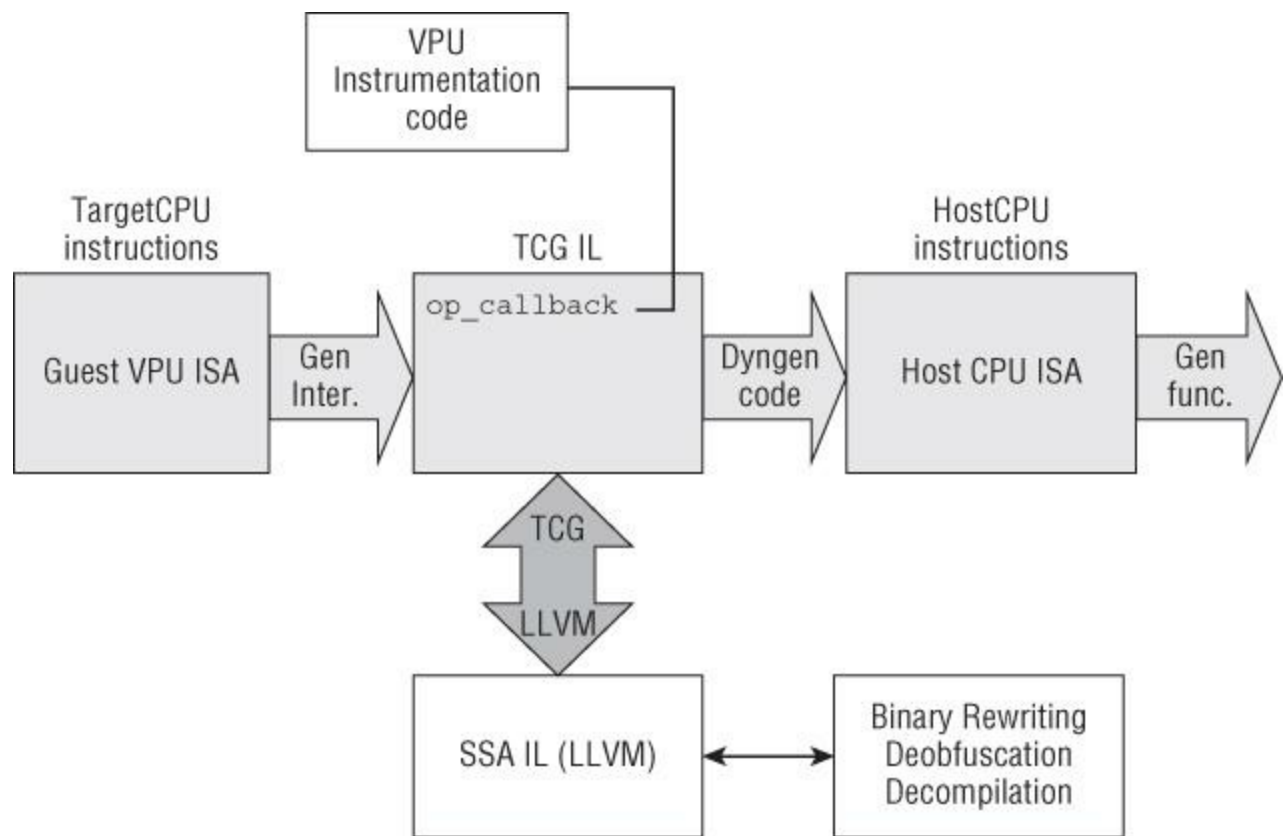 VPU
Instrumentation
code
TargetCPU
instructions
TCG IL
HostCPU
instructions
Guest VPU ISA
Gen
Inter.
op_callback
Dyngen
code
Host CPU ISA
Gen
func.
TCG
LLVM
SSA IL (LLVM)
Binary Rewriting
Deobfuscation
Decompilation